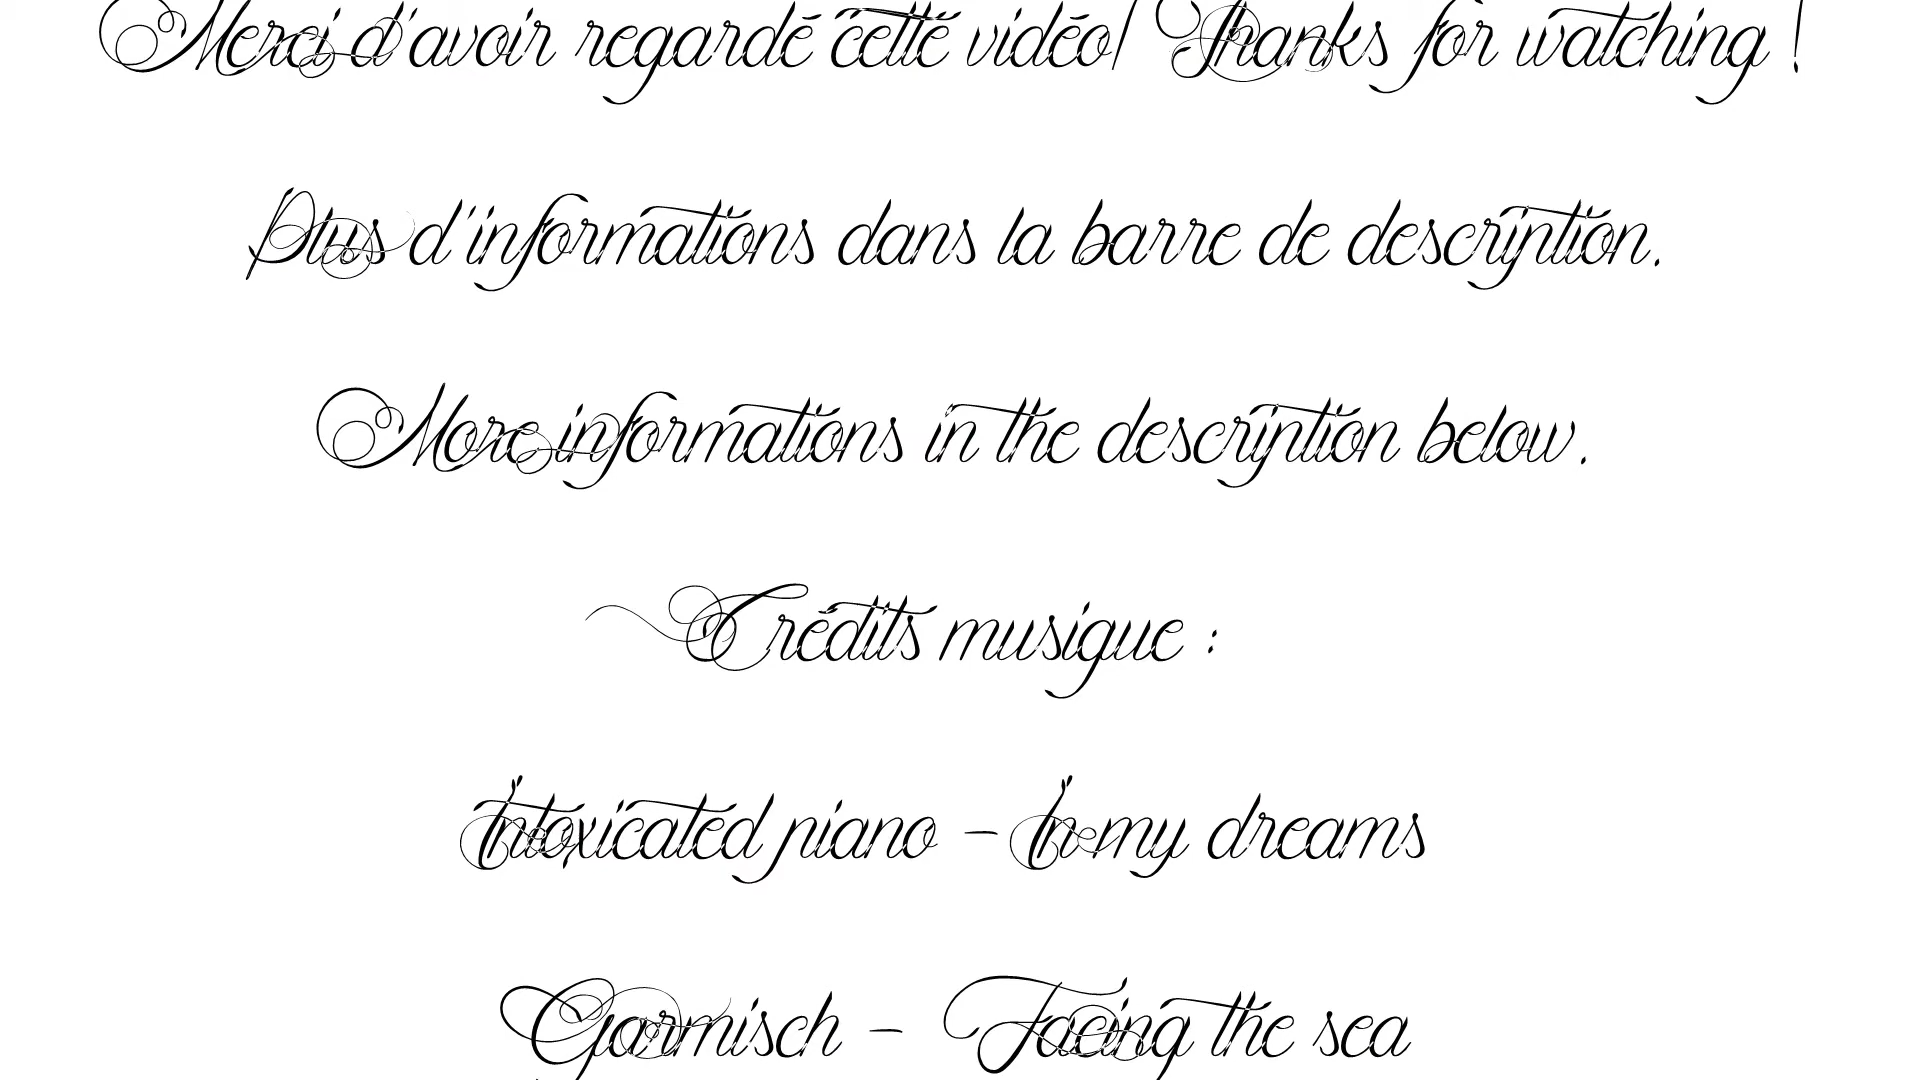 Merci d'avoir regardé cette vidéo! Thanks for watching !
Plus d'informations dans la barre de description.
More informations in the description below.
Crédits musique :
Intoxicated piano - In my dreams
Garmisch - Facing the sea